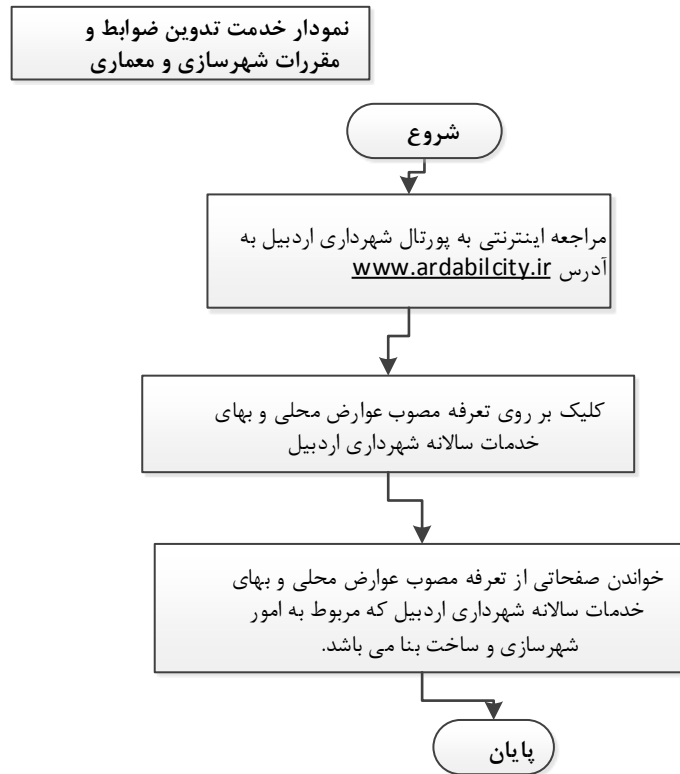 نمودار خدمت تدوین ضوابط و
مقررات شهرسازی و معماری
شروع
مراجعه اینترنتی به پورتال شهرداری اردبیل به
آدرس www.ardabilcity.ir
کلیک بر روی تعرفه مصوب عوارض محلی و بهای
خدمات سالانه شهرداری اردبیل
خواندن صفحاتی از تعرفه مصوب عوارض محلی و بهای
خدمات سالانه شهرداری اردبیل که مربوط به امور
شهرسازی و ساخت بنا می باشد.
پایان